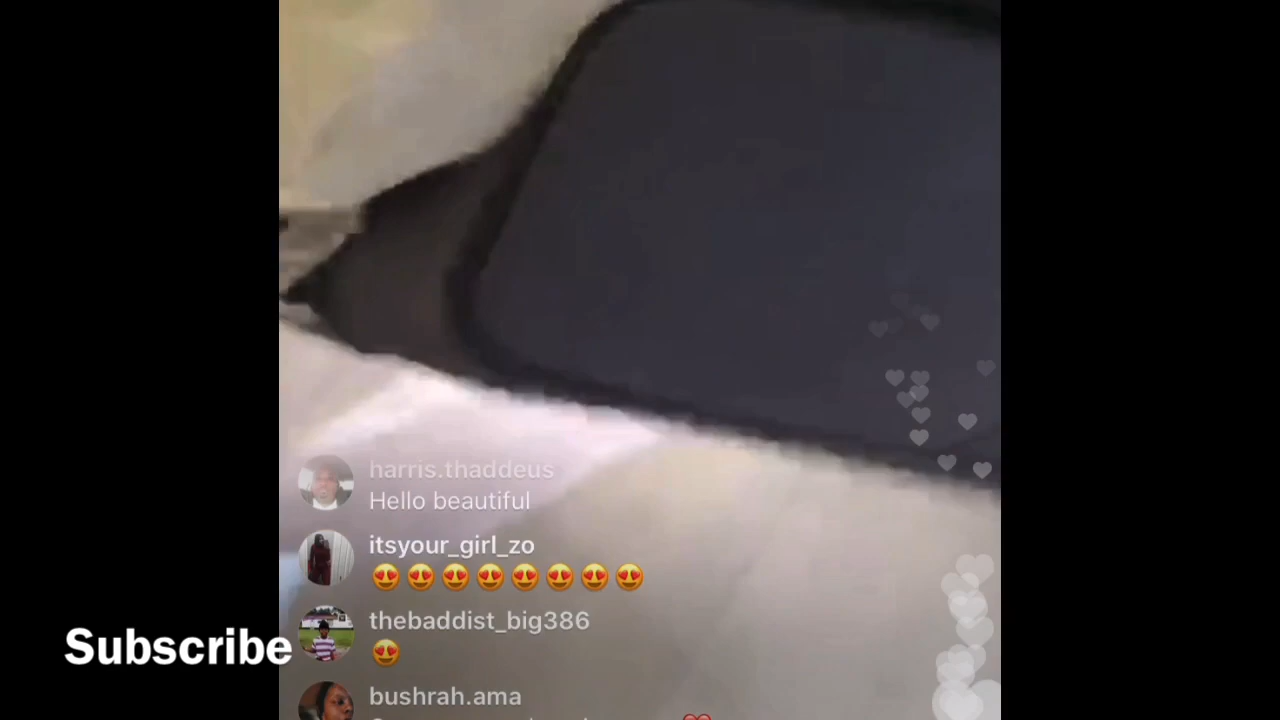 harris.thaddeus
Hello beautiful
itsyour_girl_zo
😍😍😍😍😍😍😍😍
thebaddist_big386
😍
Subscribe
bushrah.ama